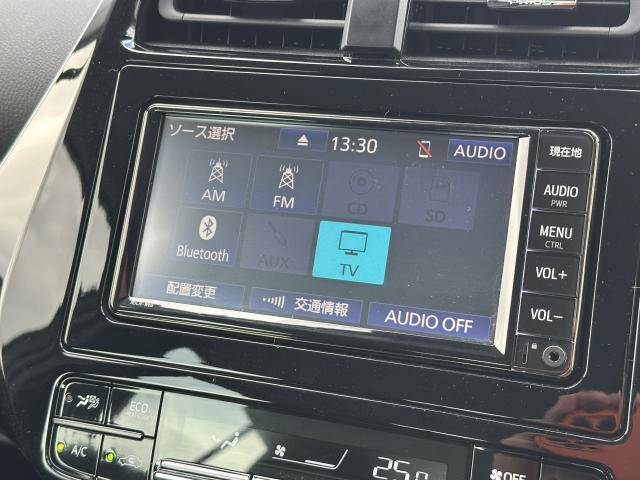 ソース選択
13:30
AUDIO
AM
FM
CD
SD
Bluetooth
AUX
TV
配置変更
交通情報
AUDIO OFF
現在地
AUDIO
PWR
MENU
CTRL
VOL+
VOL-
ECO
A/C
25.0
OFF